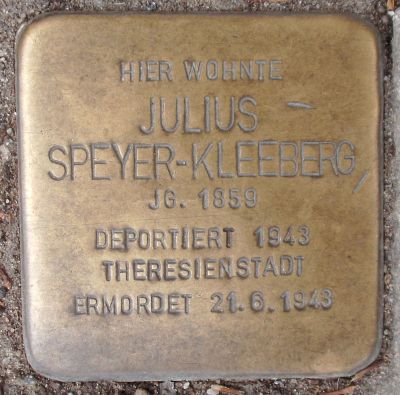 HIER WOHNTE
JULIUS
SPEYER-KLEEBERG
JG. 1859
DEPORTIERT 1943
THERESIENSTADT
ERMORDET 21.6.1943